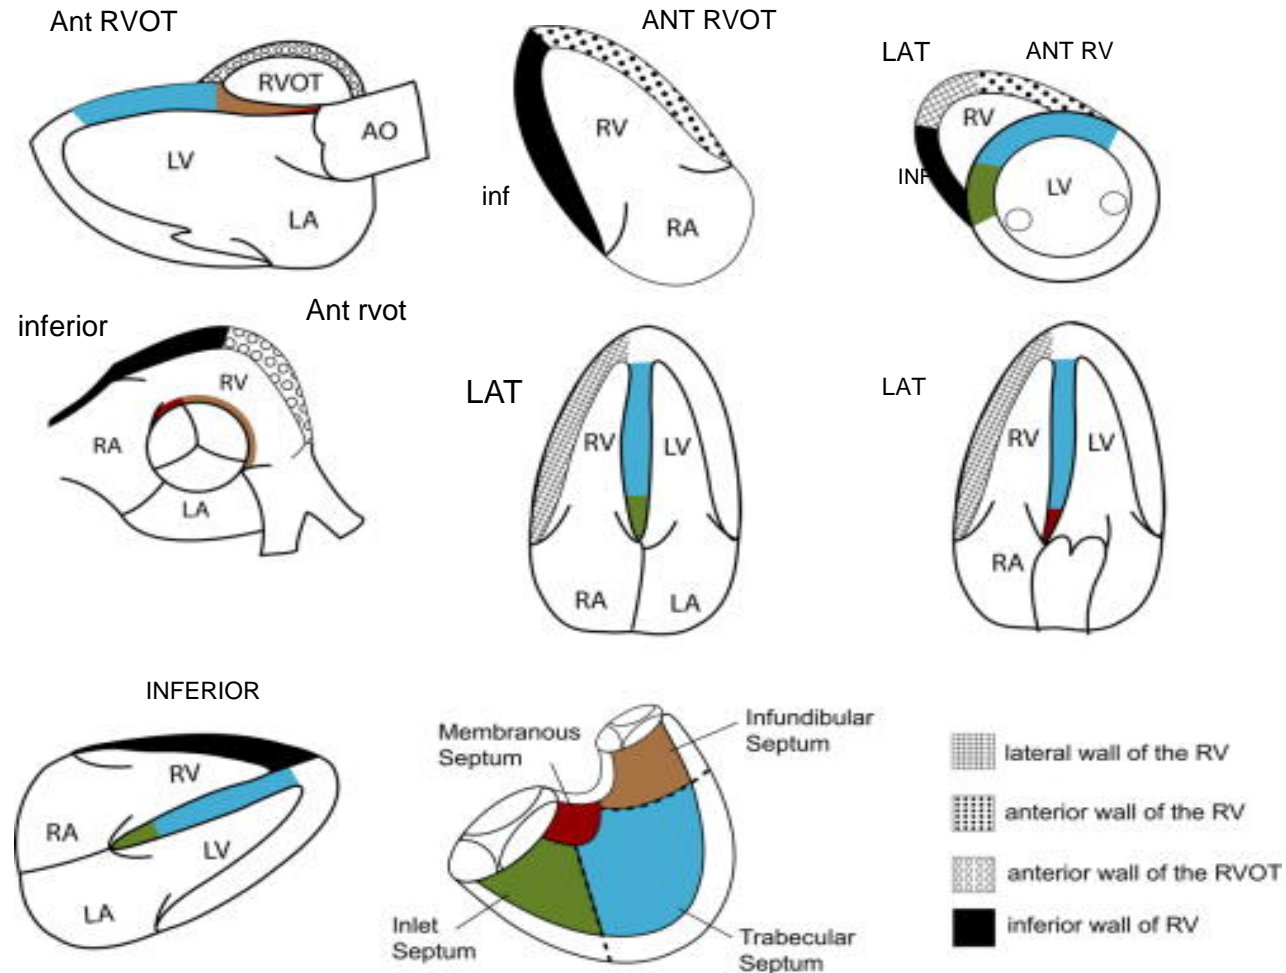 Ant RVOT
RVOT
AO
LV
LA
ANT RVOT
RV
inf
RA
LAT
ANT RV
RV
INF
LV
inferior
Ant rvot
RV
RA
LA
LAT
RV
LV
RA
LA
LAT
RV
LV
RA
INFERIOR
RV
RA
LV
LA
Membranous
Septum
Infundibular
Septum
Inlet
Septum
Trabecular
Septum
lateral wall of the RV
anterior wall of the RV
anterior wall of the RVOT
inferior wall of RV